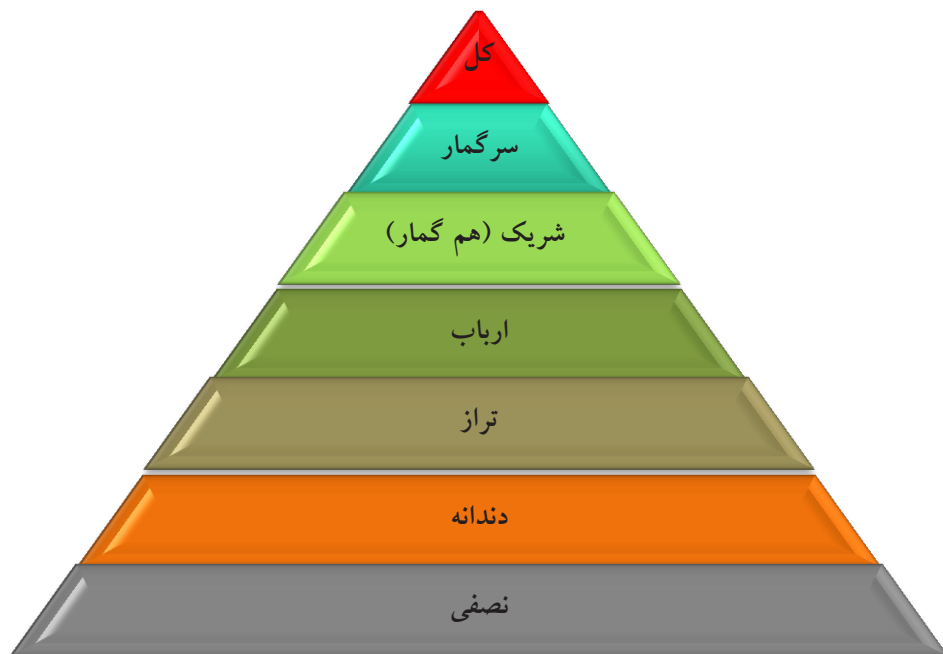 کل
سرگمار
شریک (هم گمار)
ارباب
تراز
دندانه
نصفی